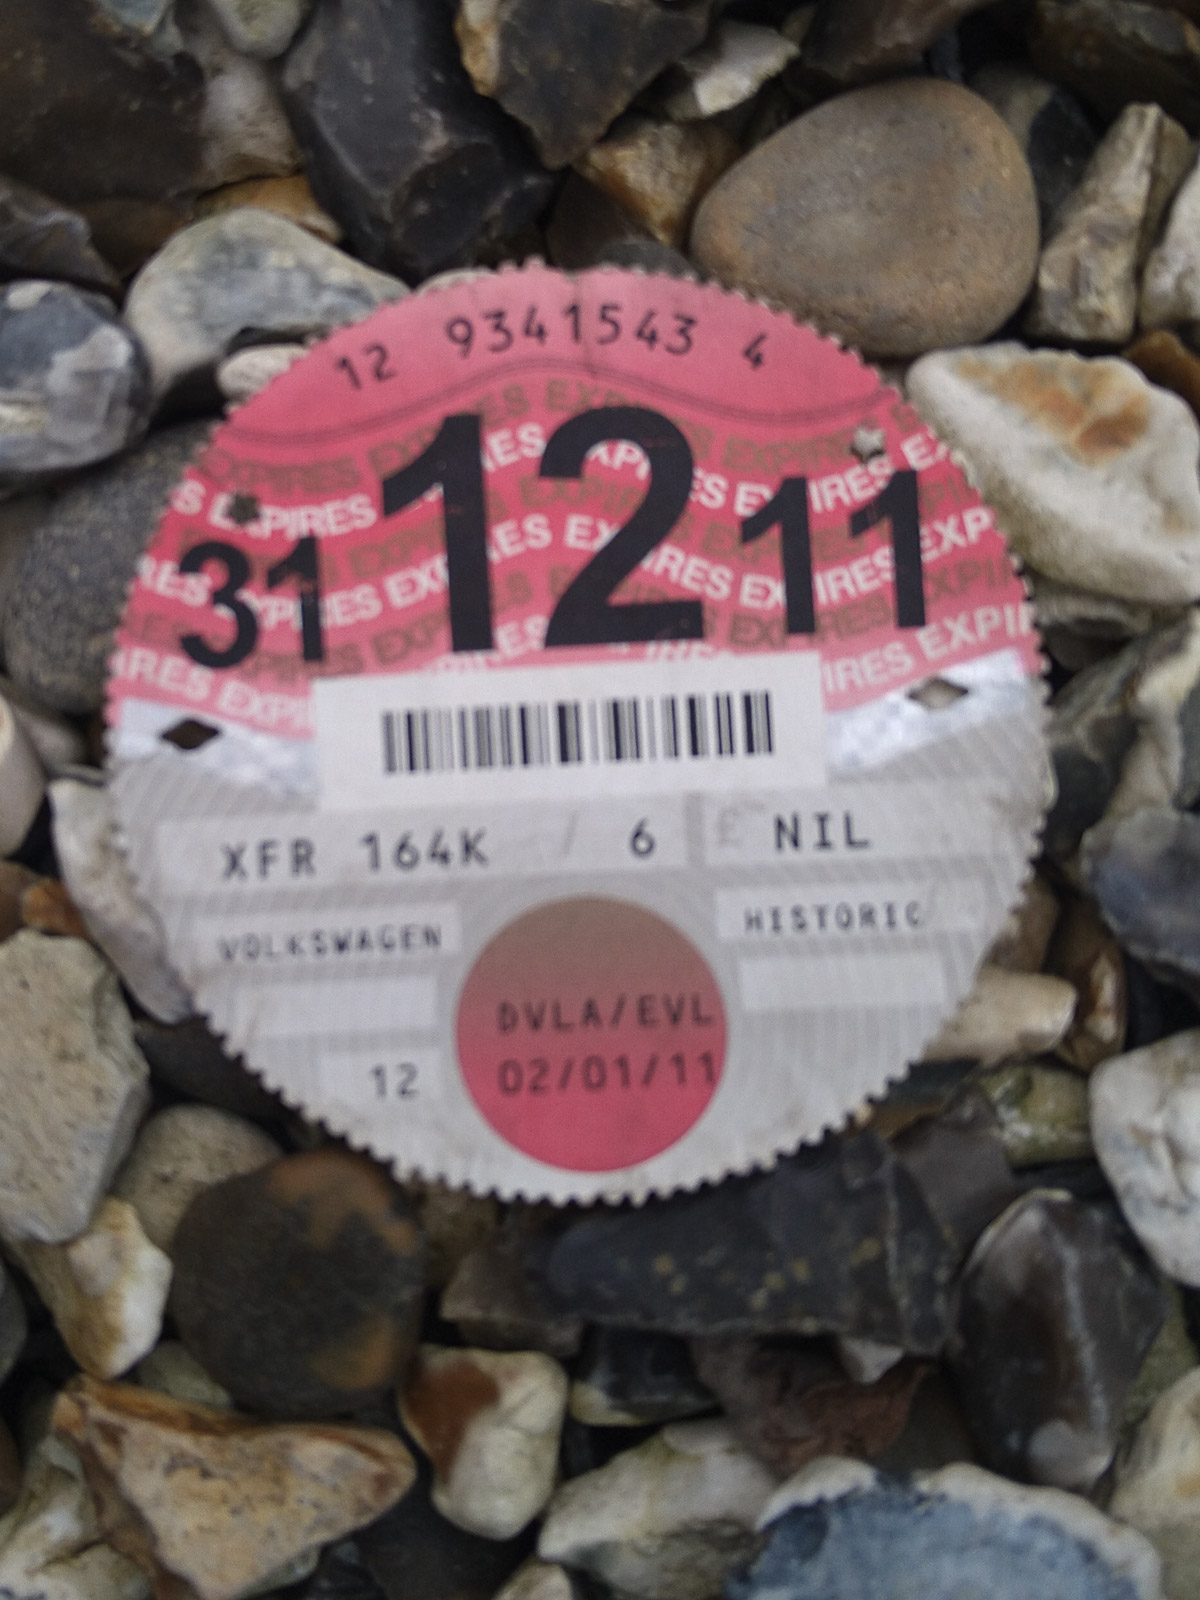 12 9341543 4
EXPIRES EXPIRES EXPIRES EXPIRES
31 12 11
XFR 164K / 6 £ NIL
VOLKSWAGEN HISTORIC
DVLA/EVL
12 02/01/11